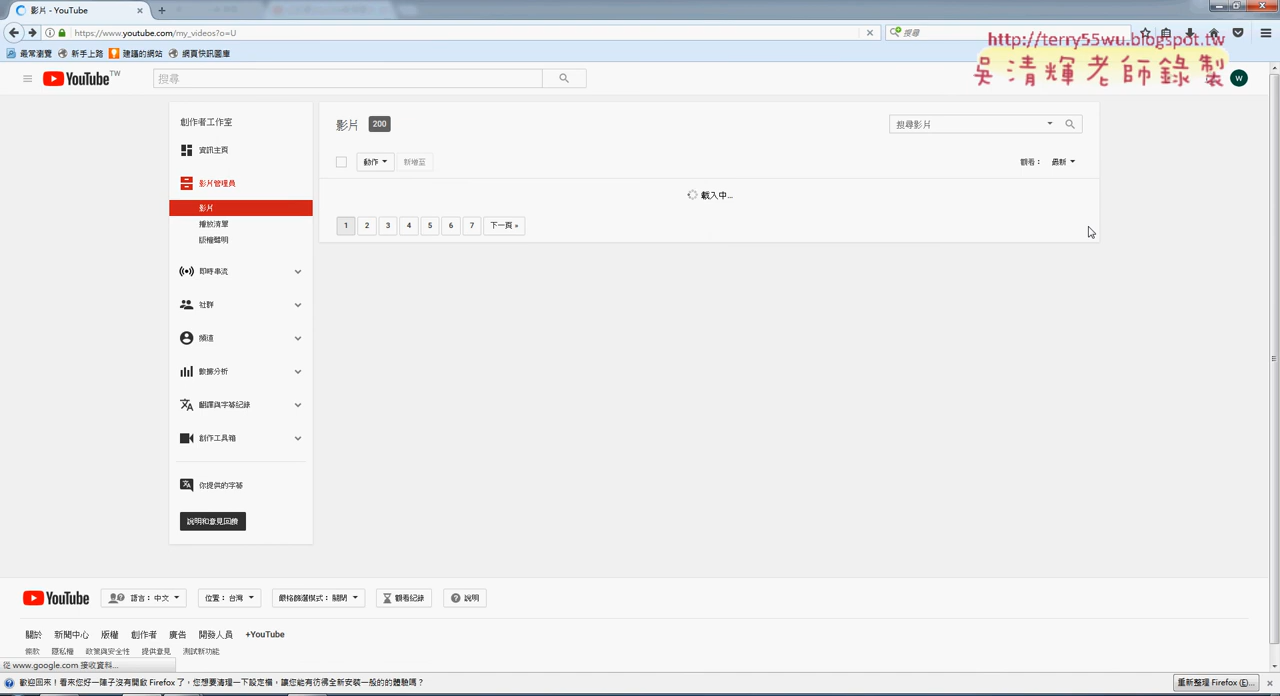 影片 - YouTube
https://www.youtube.com/my_videos?o=U
搜尋
最常瀏覽 新手上路 建議的網站 網頁快訊圖庫
http://terry55wu.blogspot.tw
吳清輝老師錄製
YouTube TW
搜尋
W
創作者工作室
資訊主頁
影片管理員
影片
播放清單
版權聲明
即時串流
社群
頻道
數據分析
翻譯與字幕紀錄
創作工具箱
你提供的字幕
說明和意見回饋
影片 200
搜尋影片
動作 新增至
觀看： 最新
載入中...
1 2 3 4 5 6 7 下一頁 »
YouTube 語言： 中文 位置： 台灣 嚴格篩選模式： 關閉 觀看紀錄 說明
關於 新聞中心 版權 創作者 廣告 開發人員 +YouTube
條款 隱私權 政策與安全性 提供意見 測試新功能
從 www.google.com 接收資料...
歡迎回來！看來您好一陣子沒有開啟 Firefox 了，您想要清理一下設定檔，讓您能有彷彿全新安裝一般的的體驗嗎？
重新整理 Firefox (E)...